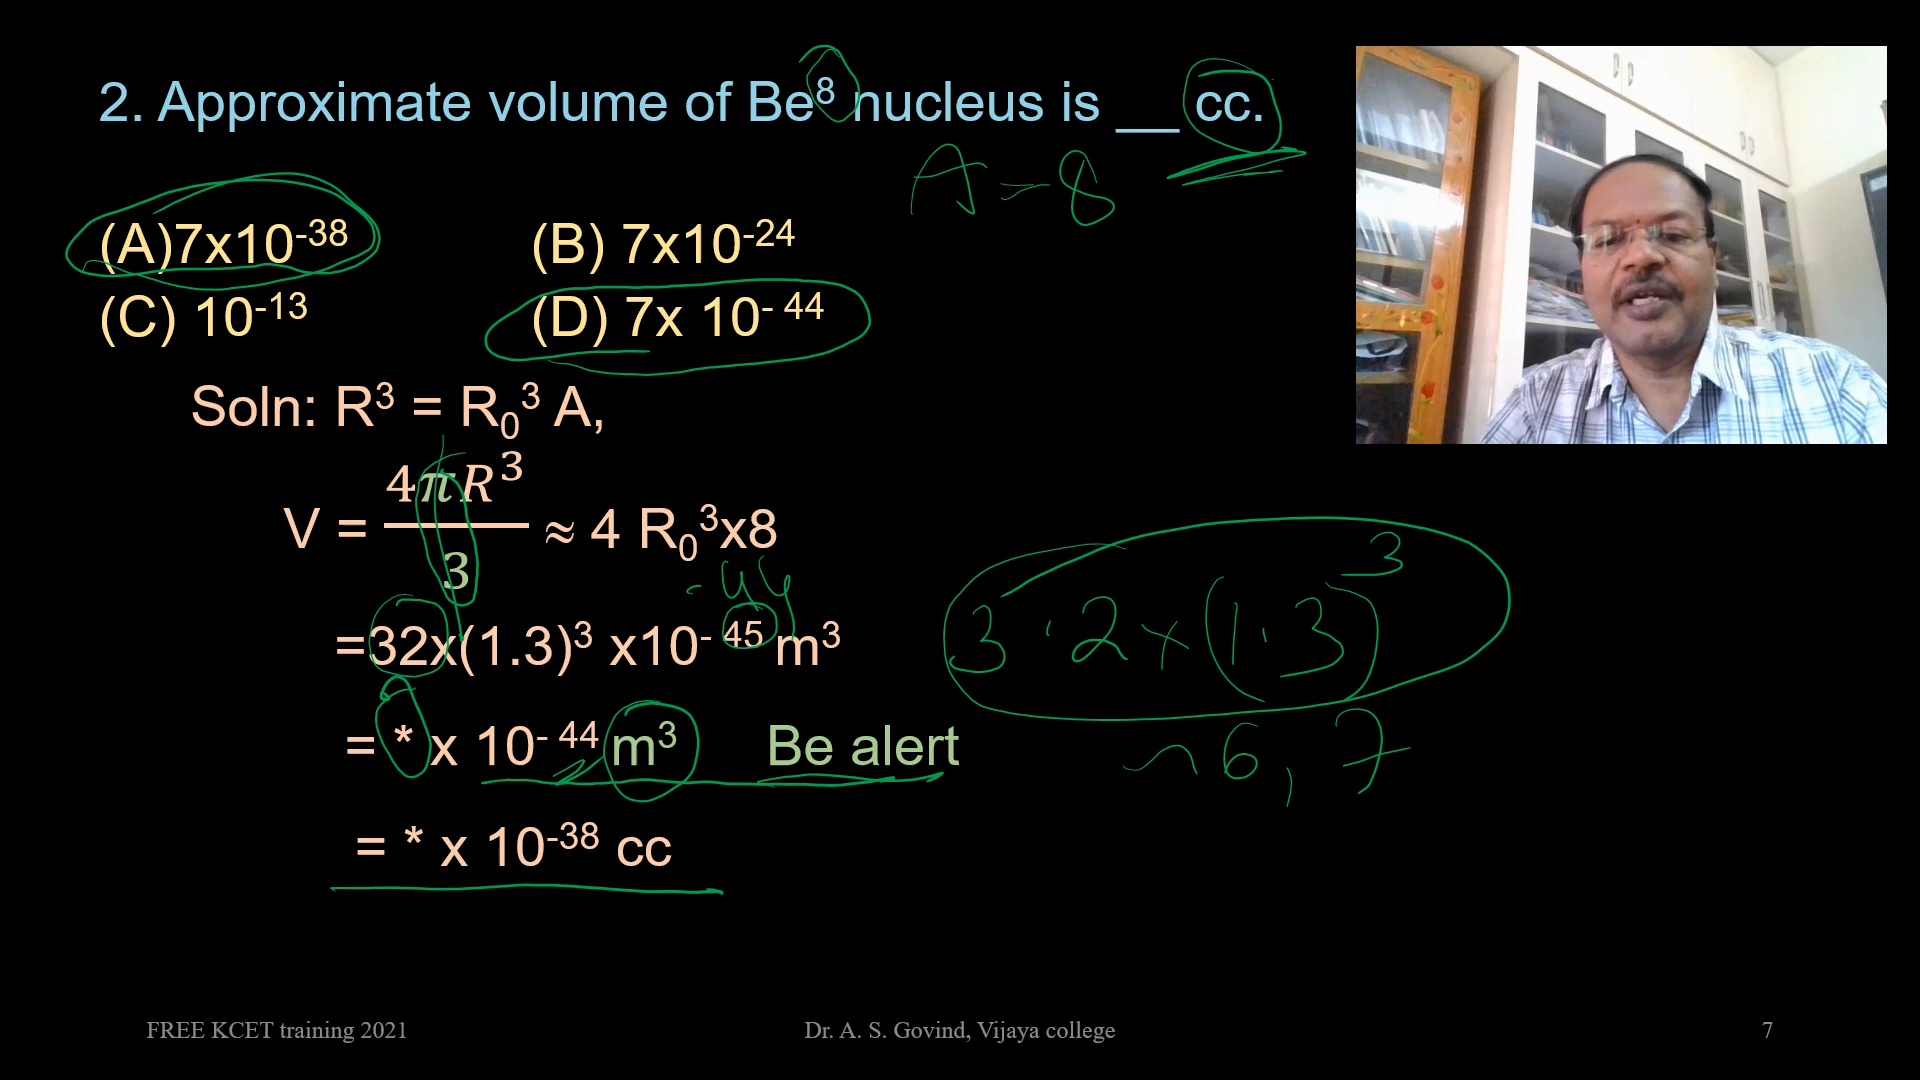 2. Approximate volume of Be⁸ nucleus is __ cc.
A = 8
(A)7x10⁻³⁸ (B) 7x10⁻²⁴
(C) 10⁻¹³ (D) 7x 10⁻ ⁴⁴
Soln: R³ = R₀³ A,
V = 4πR³/3 ≈ 4 R₀³x8
- 44
=32x(1.3)³ x10⁻ ⁴⁵ m³
3.2x(1.3)³
= * x 10⁻ ⁴⁴ m³ Be alert
~6, 7
= * x 10⁻³⁸ cc
FREE KCET training 2021 Dr. A. S. Govind, Vijaya college 7